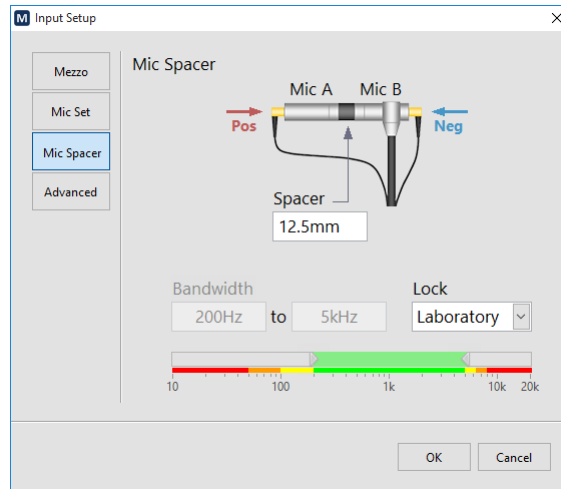 M Input Setup
Mezzo
Mic Set
Mic Spacer
Advanced
Mic Spacer
Mic A Mic B
Pos Neg
Spacer
12.5mm
Bandwidth Lock
200Hz to 5kHz Laboratory
10 100 1k 10k 20k
OK Cancel